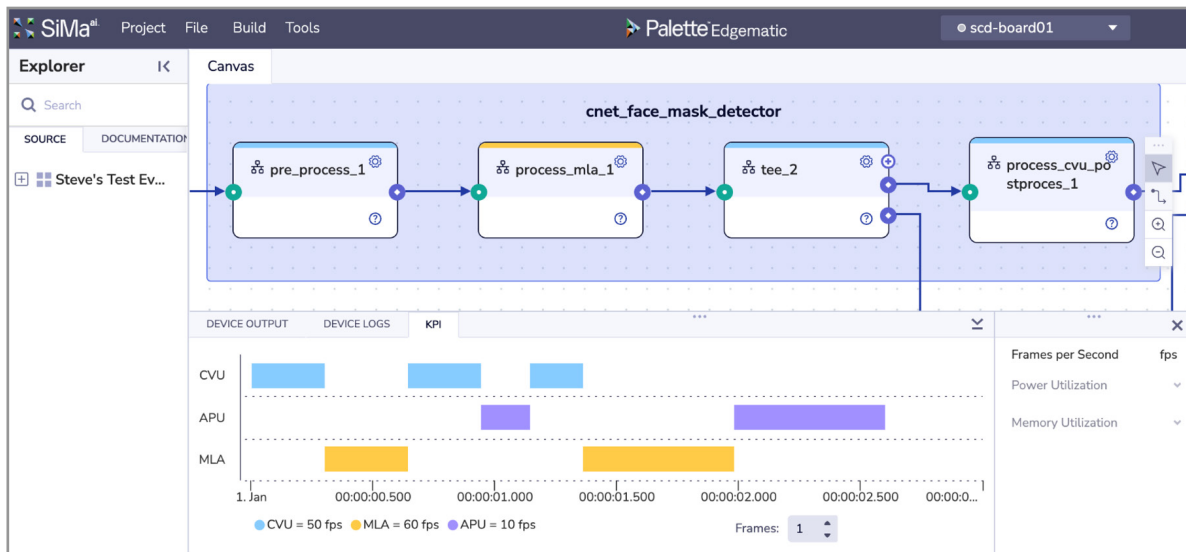 SiMa ai Project File Build Tools Palette Edgematic scd-board01
Explorer
Search
SOURCE DOCUMENTATION
Steve's Test Ev...
Canvas
cnet_face_mask_detector
pre_process_1
process_mla_1
tee_2
process_cvu_po
stproces_1
DEVICE OUTPUT DEVICE LOGS KPI
CVU
APU
MLA
1. Jan 00:00:00.500 00:00:01.000 00:00:01.500 00:00:02.000 00:00:02.500 00:00:0...
CVU = 50 fps MLA = 60 fps APU = 10 fps
Frames: 1
Frames per Second fps
Power Utilization
Memory Utilization